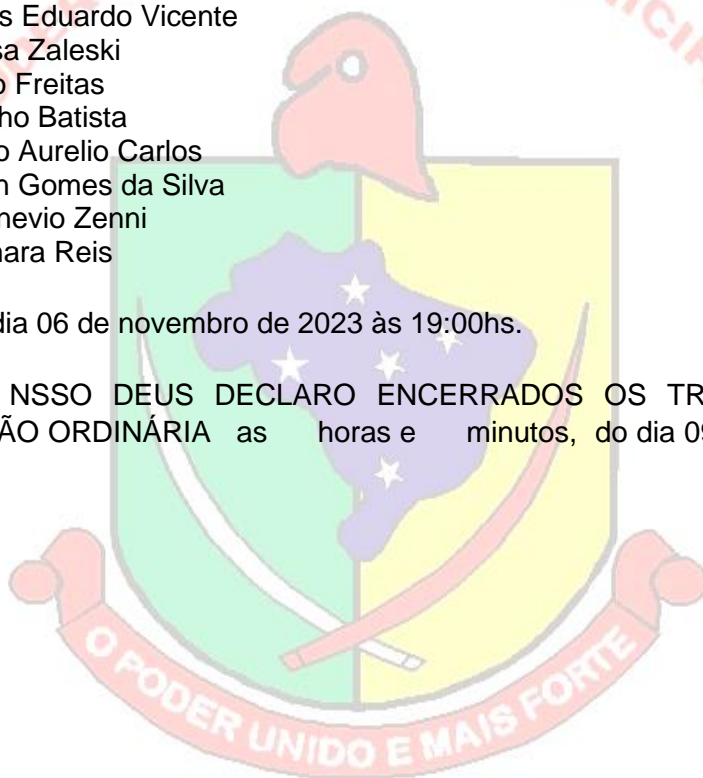 s Eduardo Vicente
sa Zaleski
o Freitas
ho Batista
o Aurelio Carlos
n Gomes da Silva
nevio Zenni
nara Reis
dia 06 de novembro de 2023 às 19:00hs.
NSSO DEUS DECLARO ENCERRADOS OS TR
ÃO ORDINÁRIA as horas e minutos, do dia 09
O PODER UNIDO E MAIS FORTE